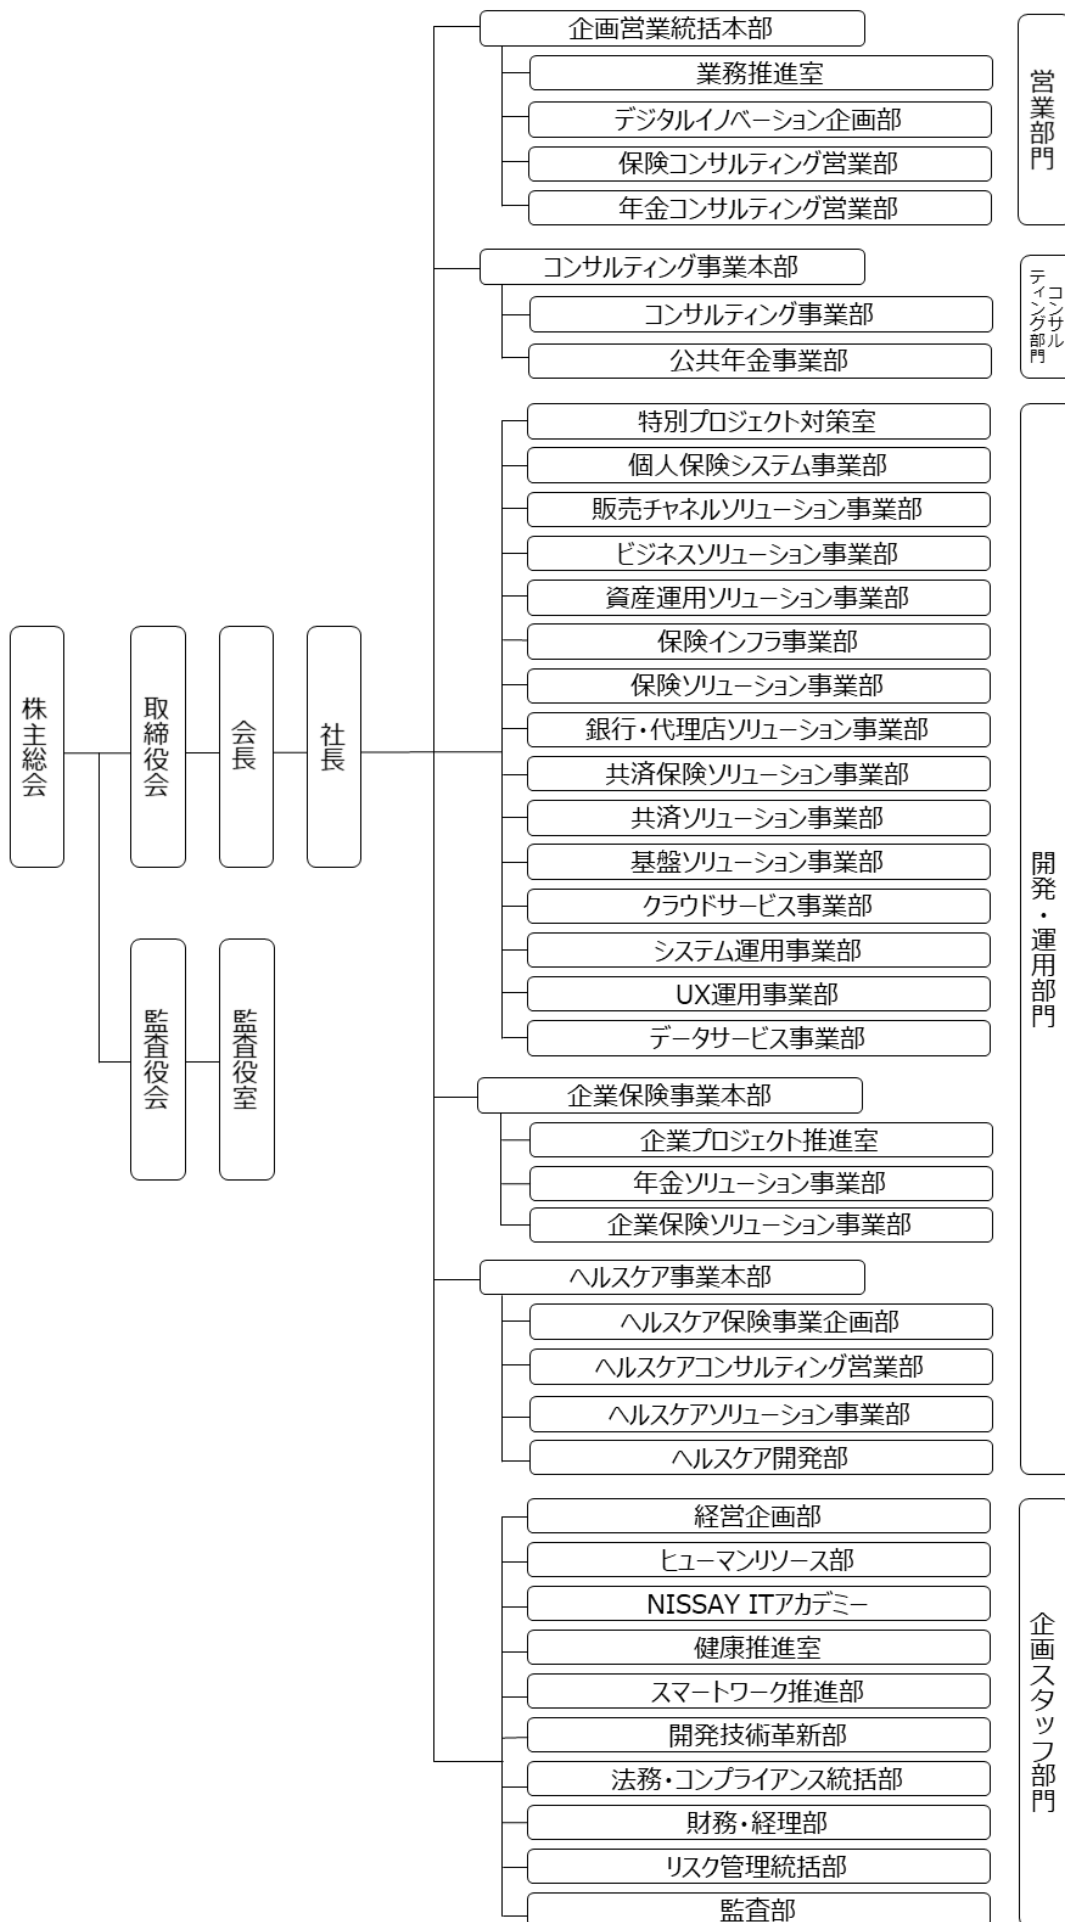 株主総会
取締役会
会長
社長
監査役会
監査役室
企画営業統括本部
業務推進室
デジタルイノベーション企画部
保険コンサルティング営業部
年金コンサルティング営業部
営業部門
コンサルティング事業本部
コンサルティング事業部
公共年金事業部
コンサル
ティング部門
特別プロジェクト対策室
個人保険システム事業部
販売チャネルソリューション事業部
ビジネスソリューション事業部
資産運用ソリューション事業部
保険インフラ事業部
保険ソリューション事業部
銀行・代理店ソリューション事業部
共済保険ソリューション事業部
共済ソリューション事業部
基盤ソリューション事業部
クラウドサービス事業部
システム運用事業部
UX運用事業部
データサービス事業部
企業保険事業本部
企業プロジェクト推進室
年金ソリューション事業部
企業保険ソリューション事業部
ヘルスケア事業本部
ヘルスケア保険事業企画部
ヘルスケアコンサルティング営業部
ヘルスケアソリューション事業部
ヘルスケア開発部
開発・運用部門
経営企画部
ヒューマンリソース部
NISSAY ITアカデミー
健康推進室
スマートワーク推進部
開発技術革新部
法務・コンプライアンス統括部
財務・経理部
リスク管理統括部
監査部
企画スタッフ部門